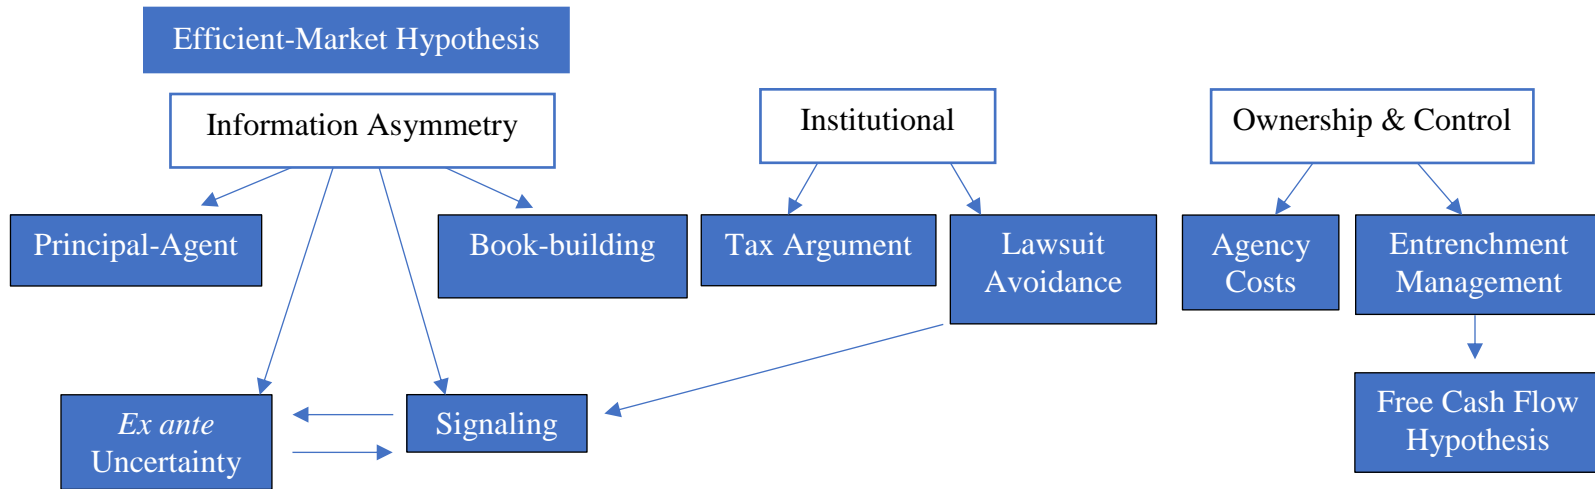 Efficient-Market Hypothesis
Information Asymmetry
Institutional
Ownership & Control
Principal-Agent
Book-building
Tax Argument
Lawsuit
Avoidance
Agency
Costs
Entrenchment
Management
Ex ante
Uncertainty
Signaling
Free Cash Flow
Hypothesis